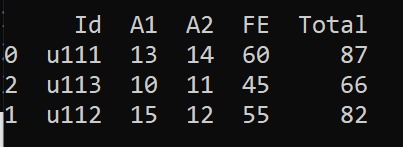 Id A1 A2 FE Total
0 u111 13 14 60 87
2 u113 10 11 45 66
1 u112 15 12 55 82